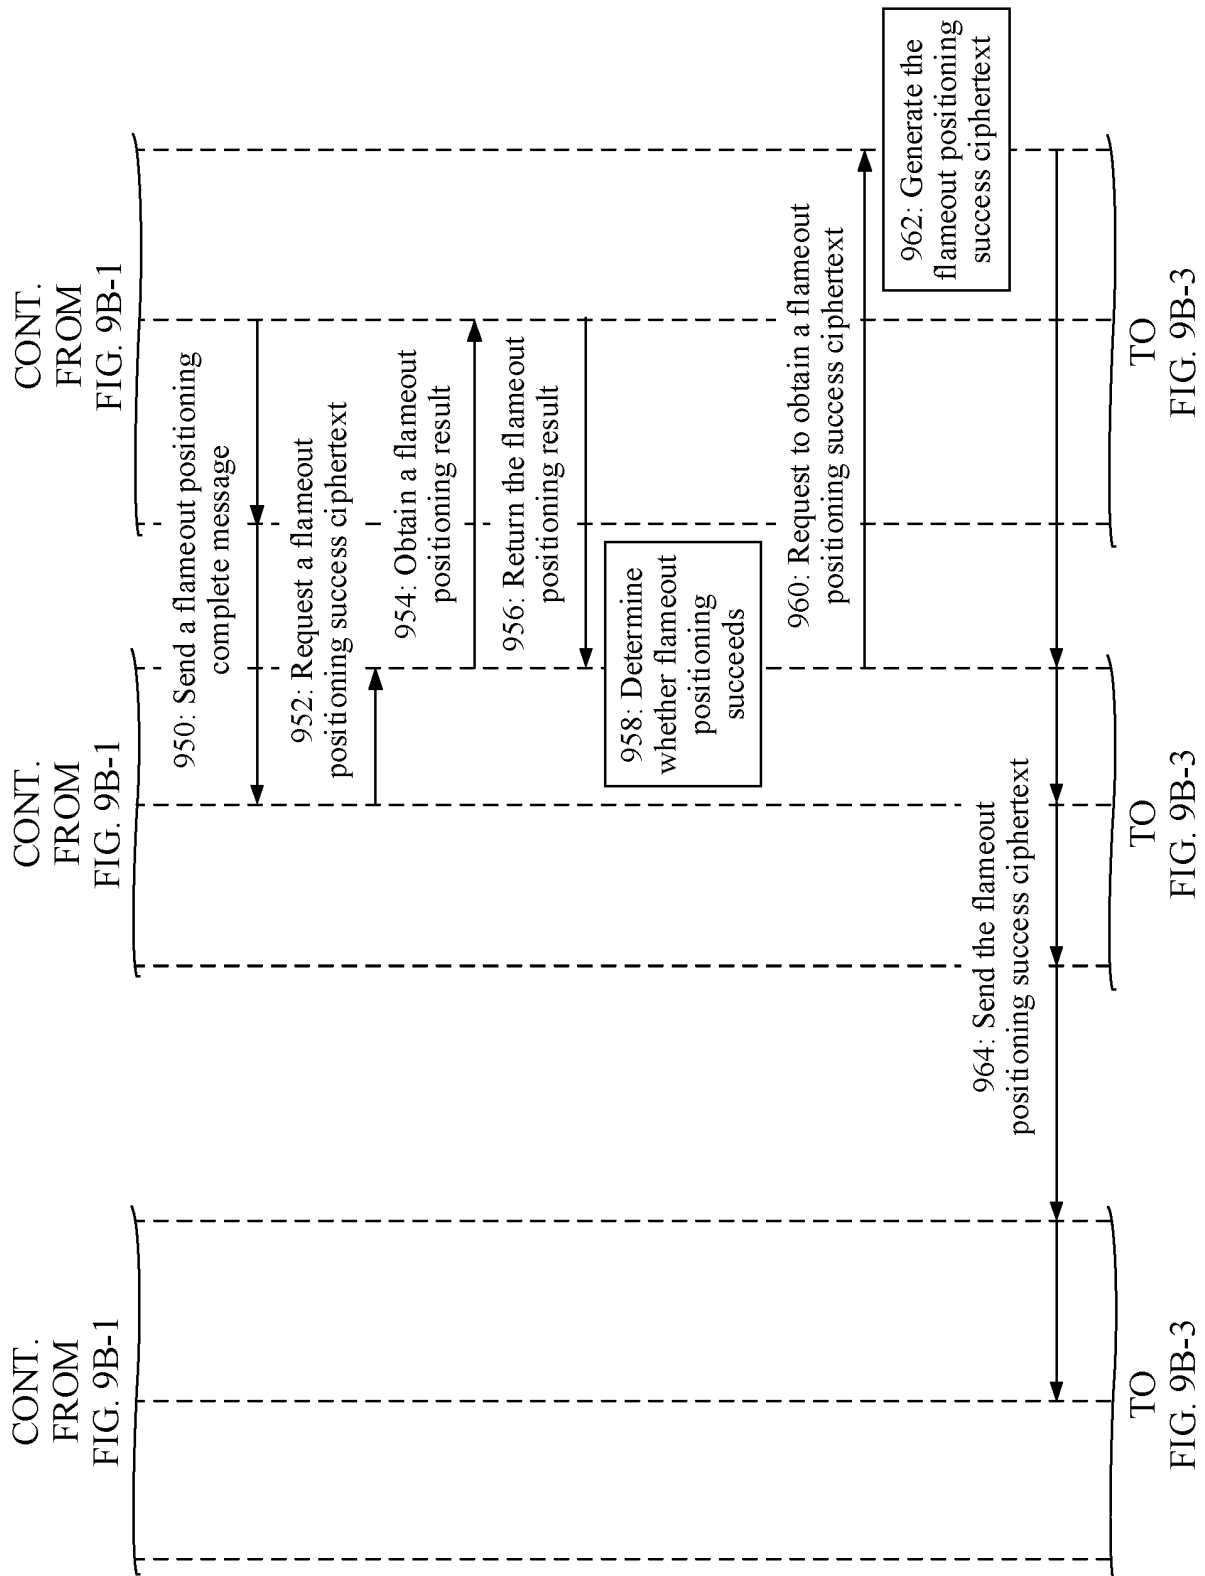 CONT.
FROM
FIG. 9B-1
CONT.
FROM
FIG. 9B-1
CONT.
FROM
FIG. 9B-1
950: Send a flameout positioning
complete message
952: Request a flameout
positioning success ciphertext
954: Obtain a flameout
positioning result
956: Return the flameout
positioning result
958: Determine
whether flameout
positioning
succeeds
960: Request to obtain a flameout
positioning success ciphertext
962: Generate the
flameout positioning
success ciphertext
964: Send the flameout
positioning success ciphertext
TO
FIG. 9B-3
TO
FIG. 9B-3
TO
FIG. 9B-3